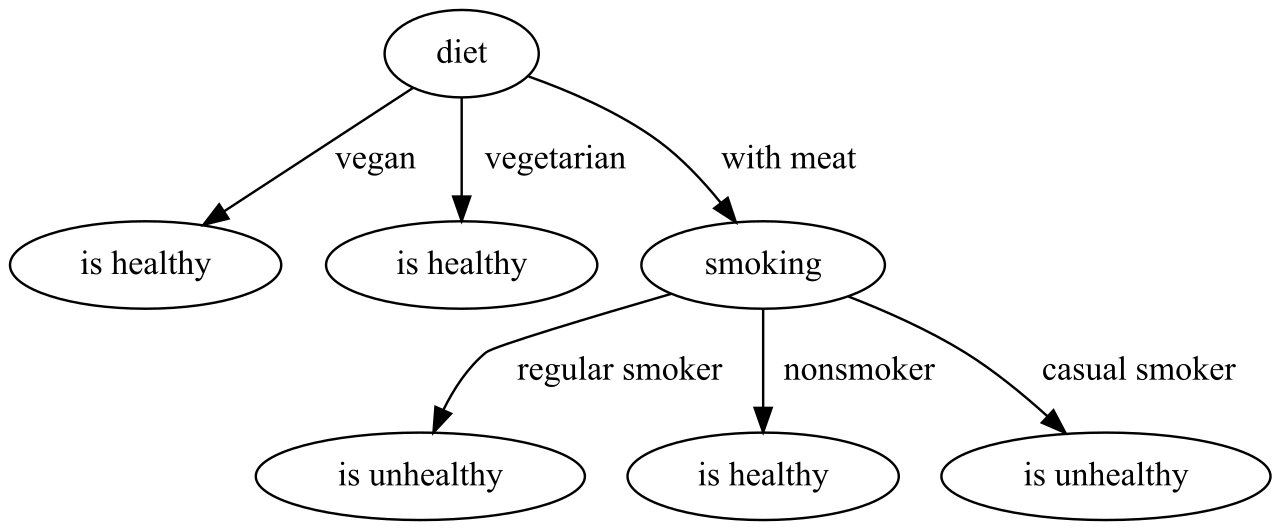 diet
vegan
vegetarian
with meat
is healthy
is healthy
smoking
regular smoker
nonsmoker
casual smoker
is unhealthy
is healthy
is unhealthy